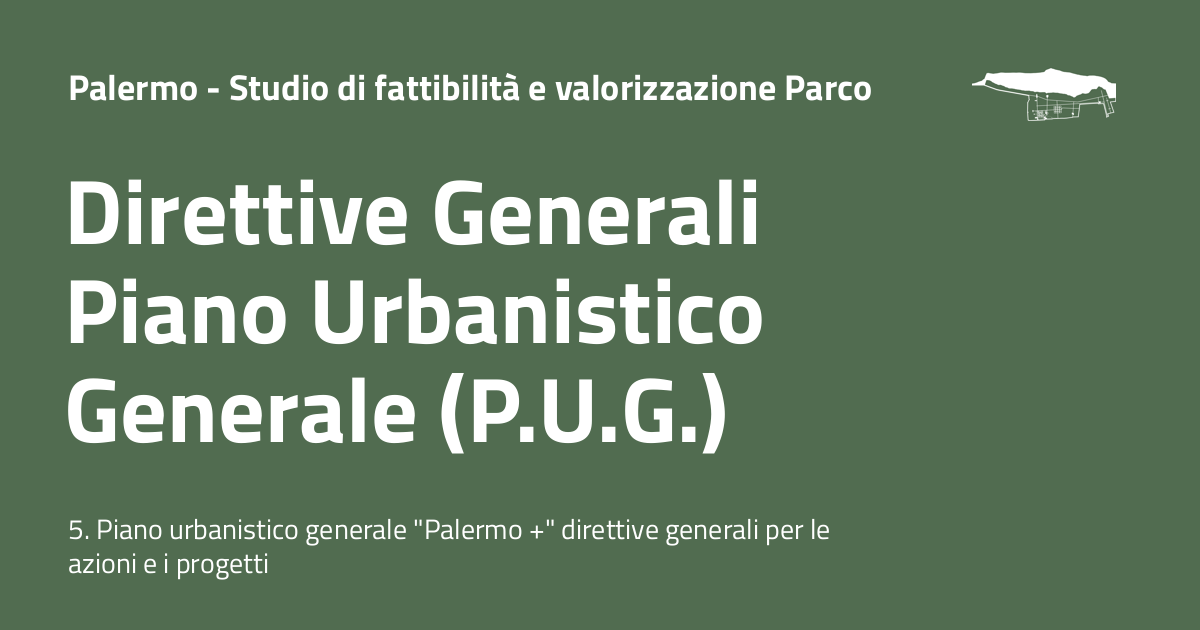 Palermo - Studio di fattibilità e valorizzazione Parco
Direttive Generali
Piano Urbanistico
Generale (P.U.G.)
5. Piano urbanistico generale "Palermo +" direttive generali per le
azioni e i progetti